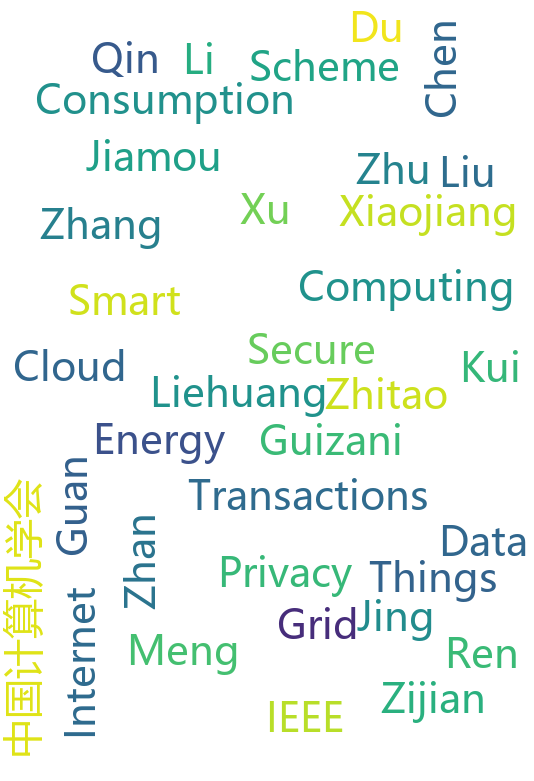 Du
Chen
Qin Li Scheme
Consumption
Jiamou
Zhu Liu
Xu Xiaojiang
Zhang
Smart
Computing
Secure
Cloud
Kui
Liehuang Zhitao
Energy Guizani
Guan
Transactions
中国计算机学会
Zhan
Data
Privacy Things
Internet
Grid Jing
Meng
Ren
Zijian
IEEE